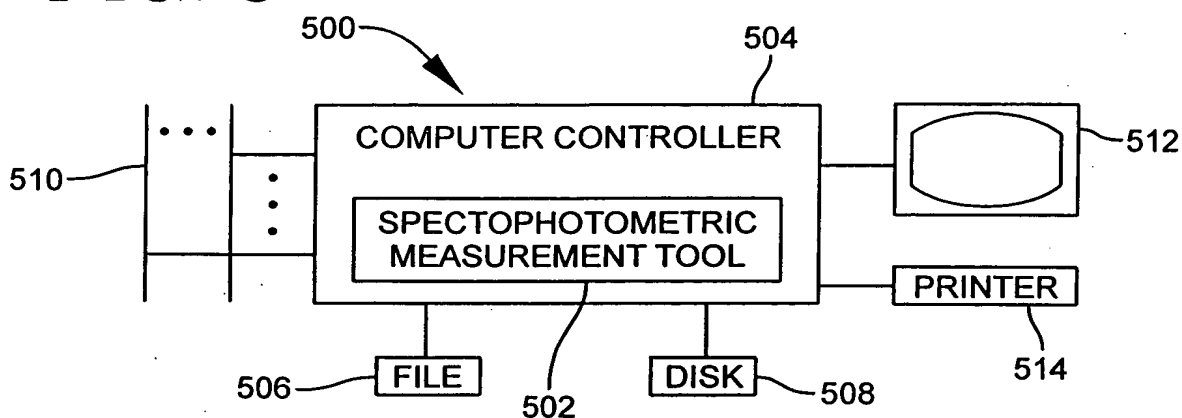 500
504
COMPUTER CONTROLLER
512
510
SPECTOPHOTOMETRIC
MEASUREMENT TOOL
PRINTER
514
506
FILE
502
DISK
508